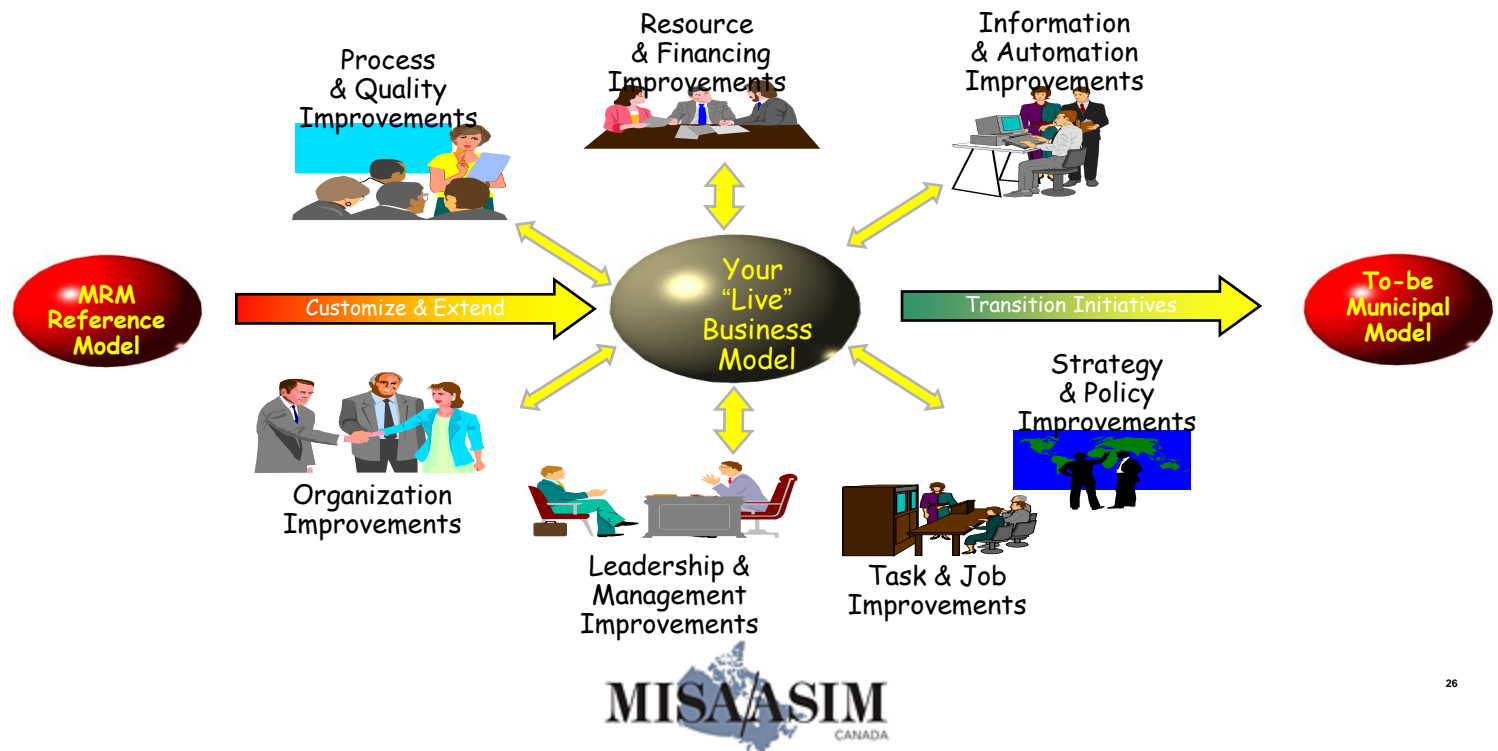 Process
& Quality
Improvements
Resource
& Financing
Improvements
Information
& Automation
Improvements
MRM
Reference
Model
Customize & Extend
Your
“Live”
Business
Model
Transition Initiatives
To-be
Municipal
Model
Organization
Improvements
Leadership &
Management
Improvements
Task & Job
Improvements
Strategy
& Policy
Improvements
MISA/ASIM
CANADA
26